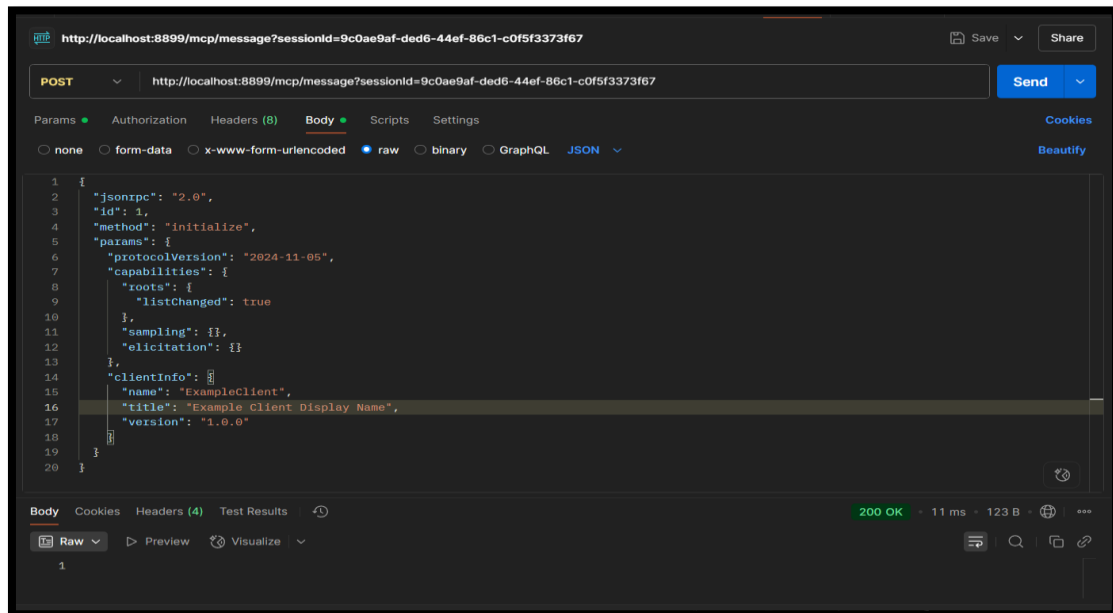 HTTP http://localhost:8899/mcp/message?sessionId=9c0ae9af-ded6-44ef-86c1-c0f5f3373f67 Save Share
POST http://localhost:8899/mcp/message?sessionId=9c0ae9af-ded6-44ef-86c1-c0f5f3373f67 Send
Params Authorization Headers (8) Body Scripts Settings Cookies
none form-data x-www-form-urlencoded raw binary GraphQL JSON Beautify
1 {
2 "jsonrpc": "2.0",
3 "id": 1,
4 "method": "initialize",
5 "params": {
6 "protocolVersion": "2024-11-05",
7 "capabilities": {
8 "roots": {
9 "listChanged": true
10 },
11 "sampling": {},
12 "elicitation": {}
13 },
14 "clientInfo": {
15 "name": "ExampleClient",
16 "title": "Example Client Display Name",
17 "version": "1.0.0"
18 }
19 }
20 }
Body Cookies Headers (4) Test Results 200 OK • 11 ms • 123 B
Raw Preview Visualize
1